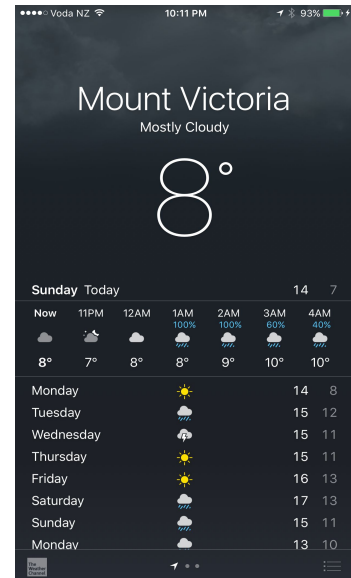 Voda NZ 10:11 PM 93%
Mount Victoria
Mostly Cloudy
8°
Sunday Today 14 7
Now 11PM 12AM 1AM 2AM 3AM 4AM
100% 100% 60% 40%
8° 7° 8° 8° 9° 10° 10°
Monday 14 8
Tuesday 15 12
Wednesday 15 11
Thursday 15 11
Friday 16 13
Saturday 17 13
Sunday 15 11
Monday 13 10
The
Weather
Channel